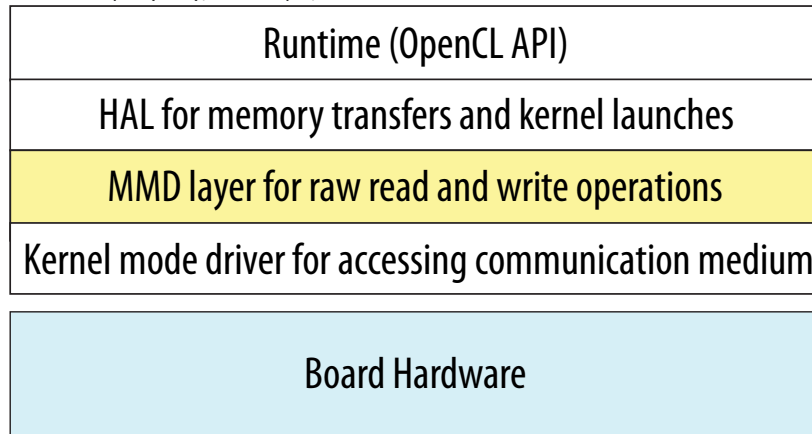 Runtime (OpenCL API)
HAL for memory transfers and kernel launches
MMD layer for raw read and write operations
Kernel mode driver for accessing communication medium
Board Hardware